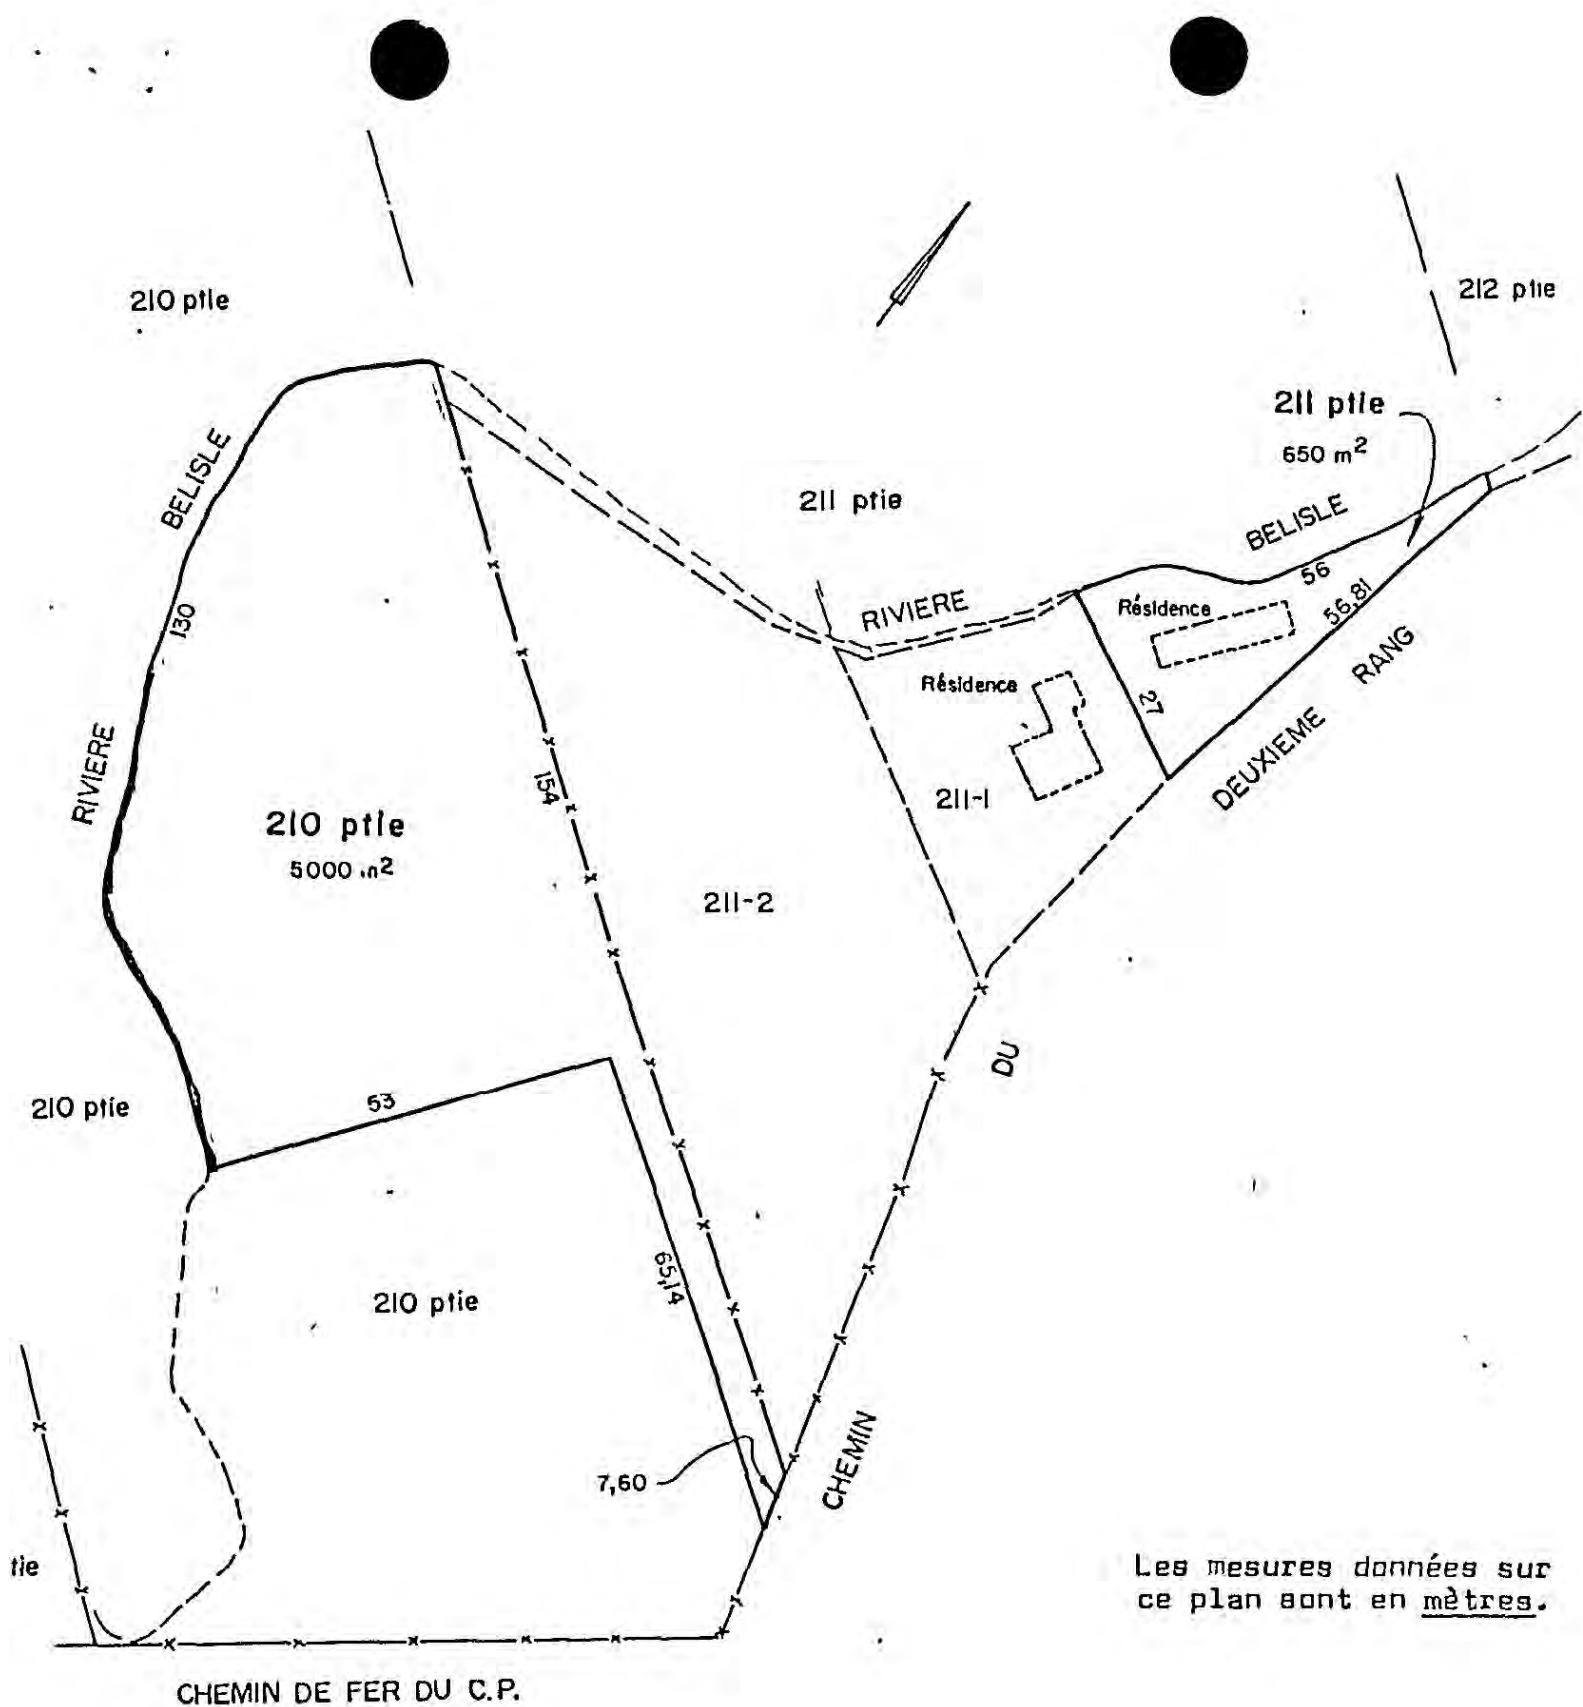 210 ptie
212 ptie
211 ptie
650 m²
211 ptie
BELISLE
BELISLE
RIVIERE
56
56,81
Résidence
Résidence
27
RANG
DEUXIEME
130
RIVIERE
154
210 ptie
5000 m²
211-1
211-2
DU
210 ptie
53
65,14
210 ptie
7,60
CHEMIN
tie
Les mesures données sur
ce plan sont en mètres.
CHEMIN DE FER DU C.P.